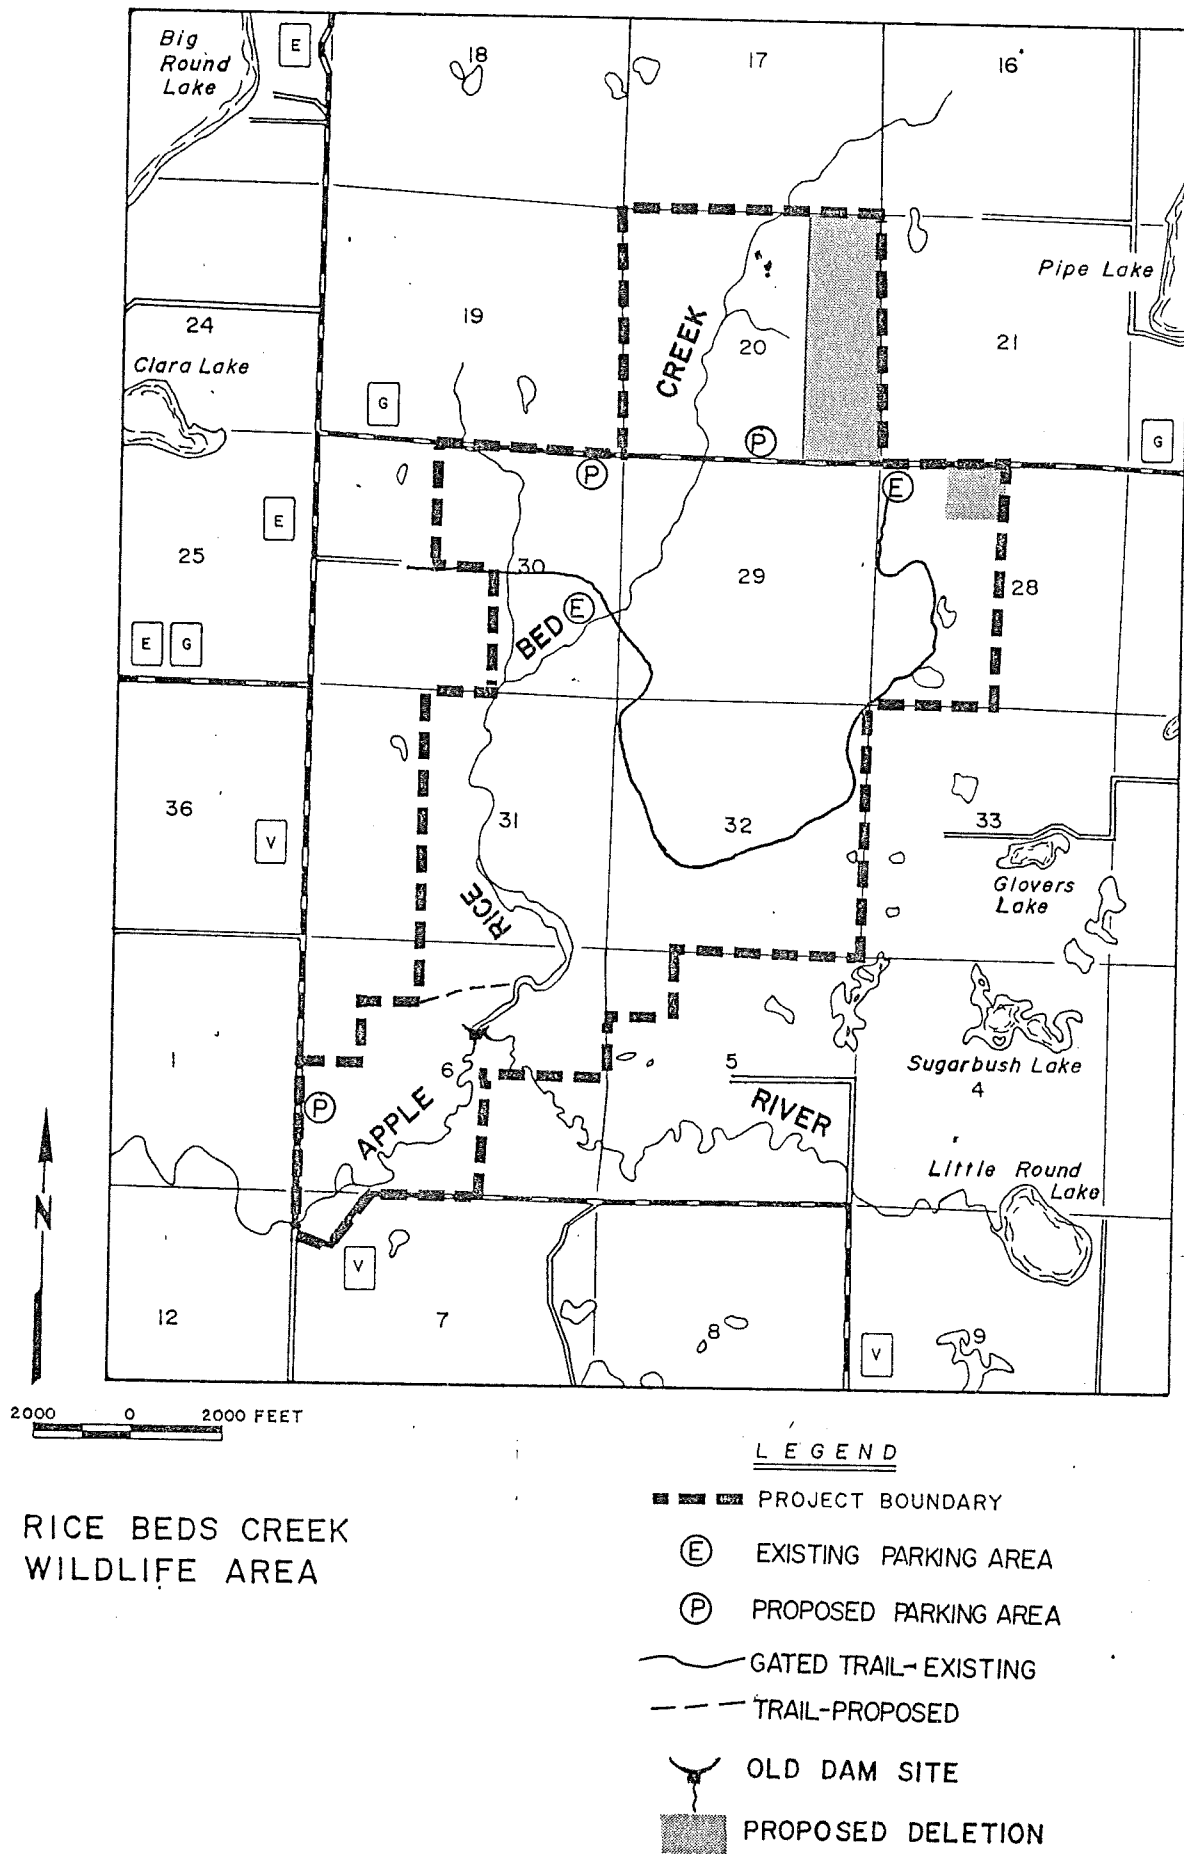 Big
Round
Lake
E
18
17
16
Pipe Lake
24
19
CREEK
20
21
Clara Lake
G
P
P
G
E
E
25
30
29
28
E
BED
E G
36
31
32
33
V
RICE
Glovers
Lake
1
6
5
Sugarbush Lake
4
P
APPLE
RIVER
Little Round
Lake
N
V
12
7
8
9
V
2000 0 2000 FEET
LEGEND
PROJECT BOUNDARY
RICE BEDS CREEK
WILDLIFE AREA
E EXISTING PARKING AREA
P PROPOSED PARKING AREA
GATED TRAIL-EXISTING
TRAIL-PROPOSED
OLD DAM SITE
PROPOSED DELETION